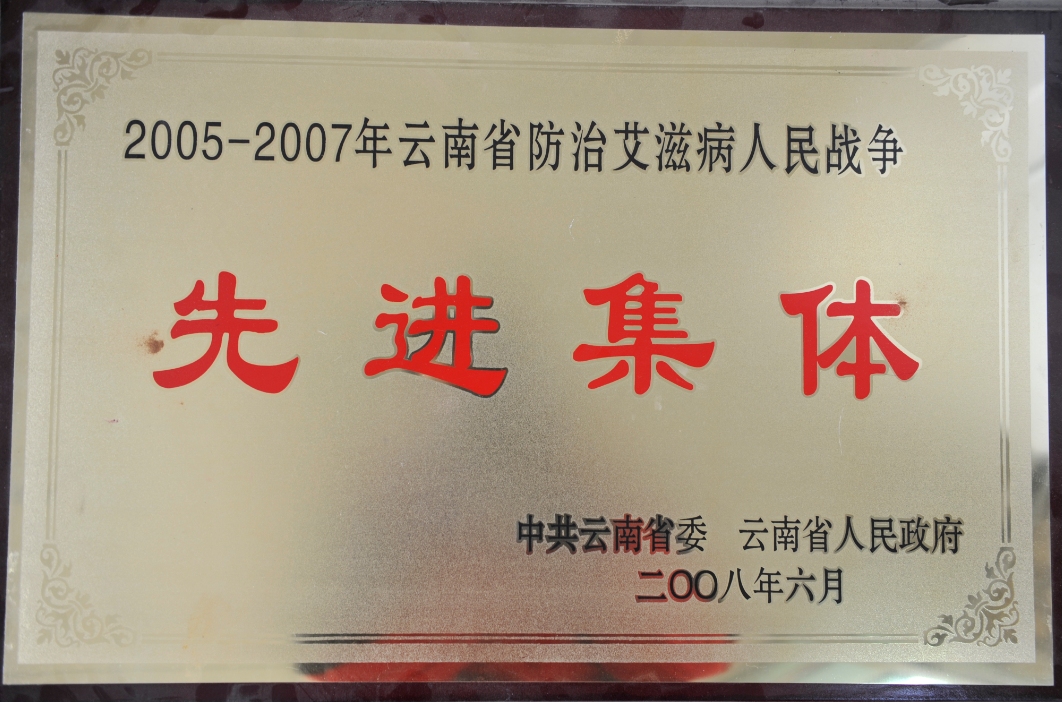 2005-2007年云南省防治艾滋病人民战争
先进集体
中共云南省委 云南省人民政府
二〇〇八年六月